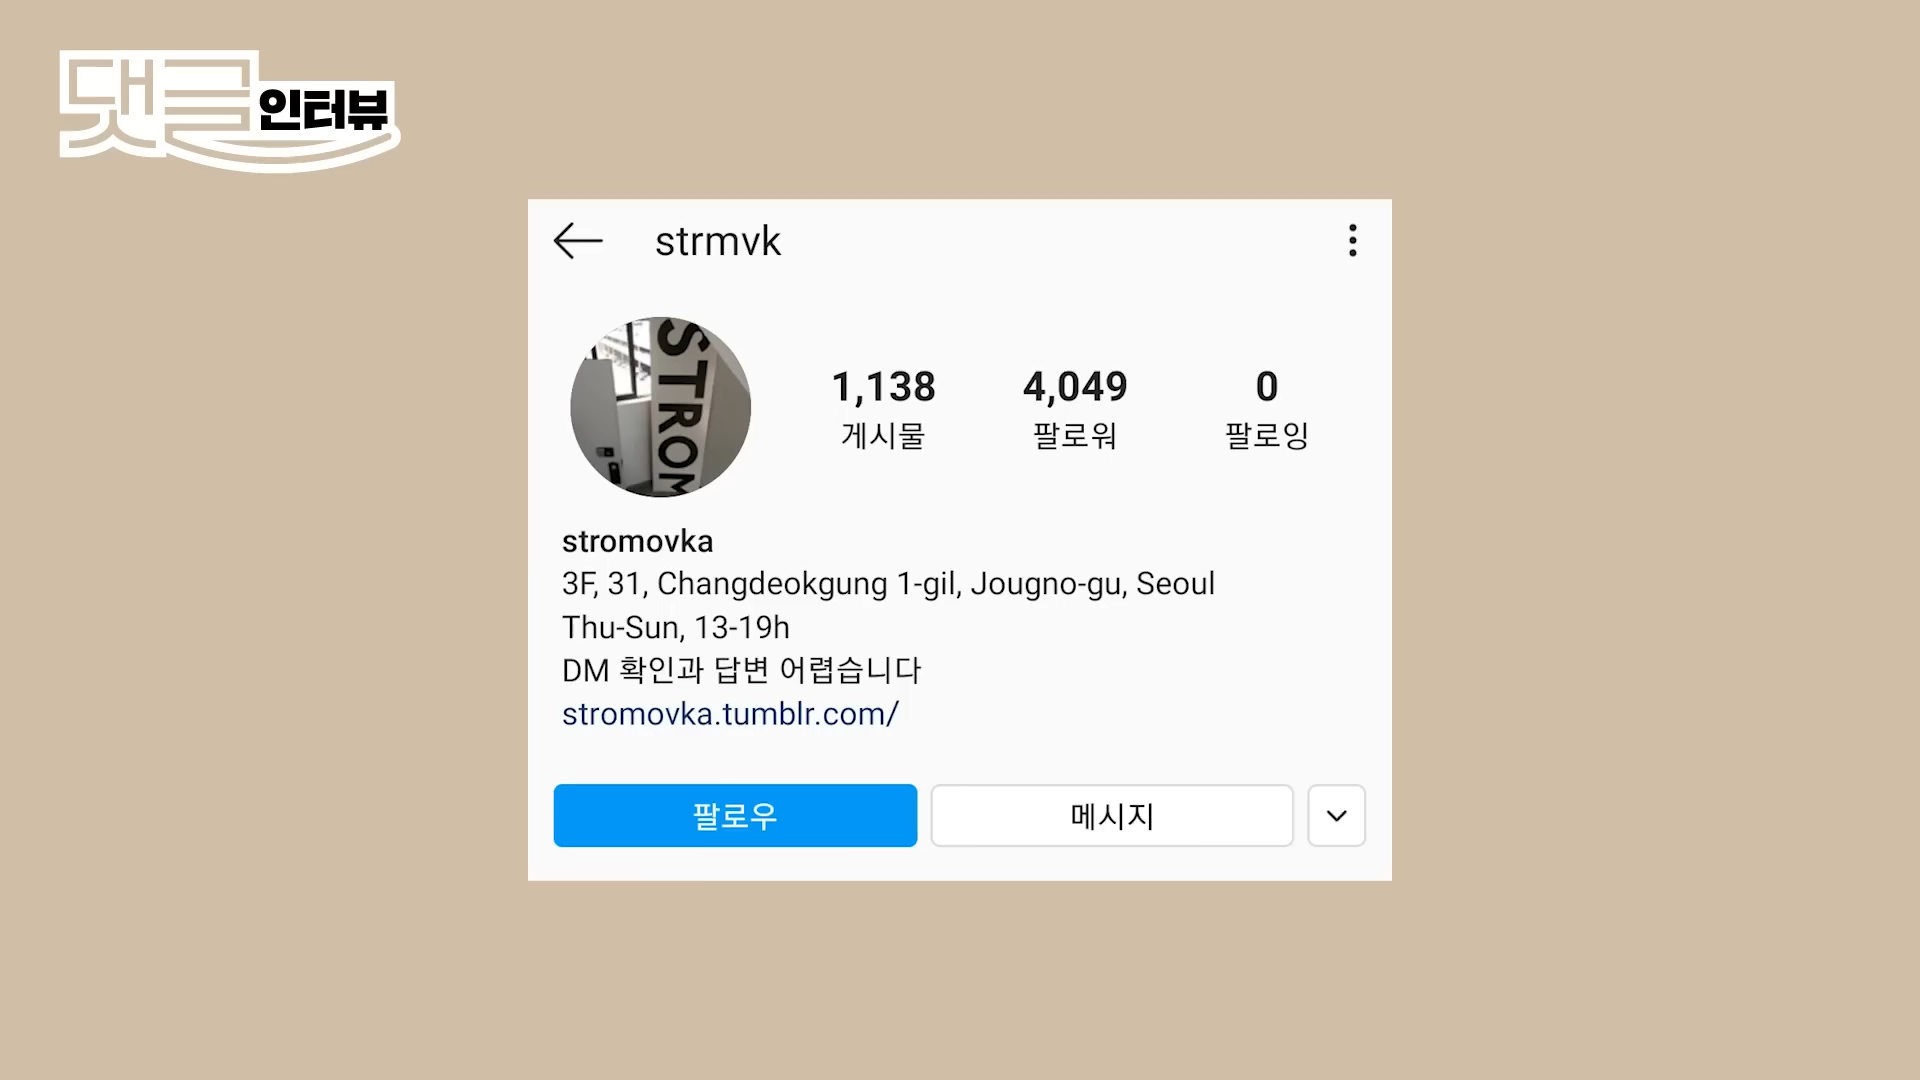 댓글인터뷰
strmvk
STROM
1,138
4,049
0
게시물
팔로워
팔로잉
stromovka
3F, 31, Changdeokgung 1-gil, Jougno-gu, Seoul
Thu-Sun, 13-19h
DM 확인과 답변 어렵습니다
stromovka.tumblr.com/
팔로우
메시지